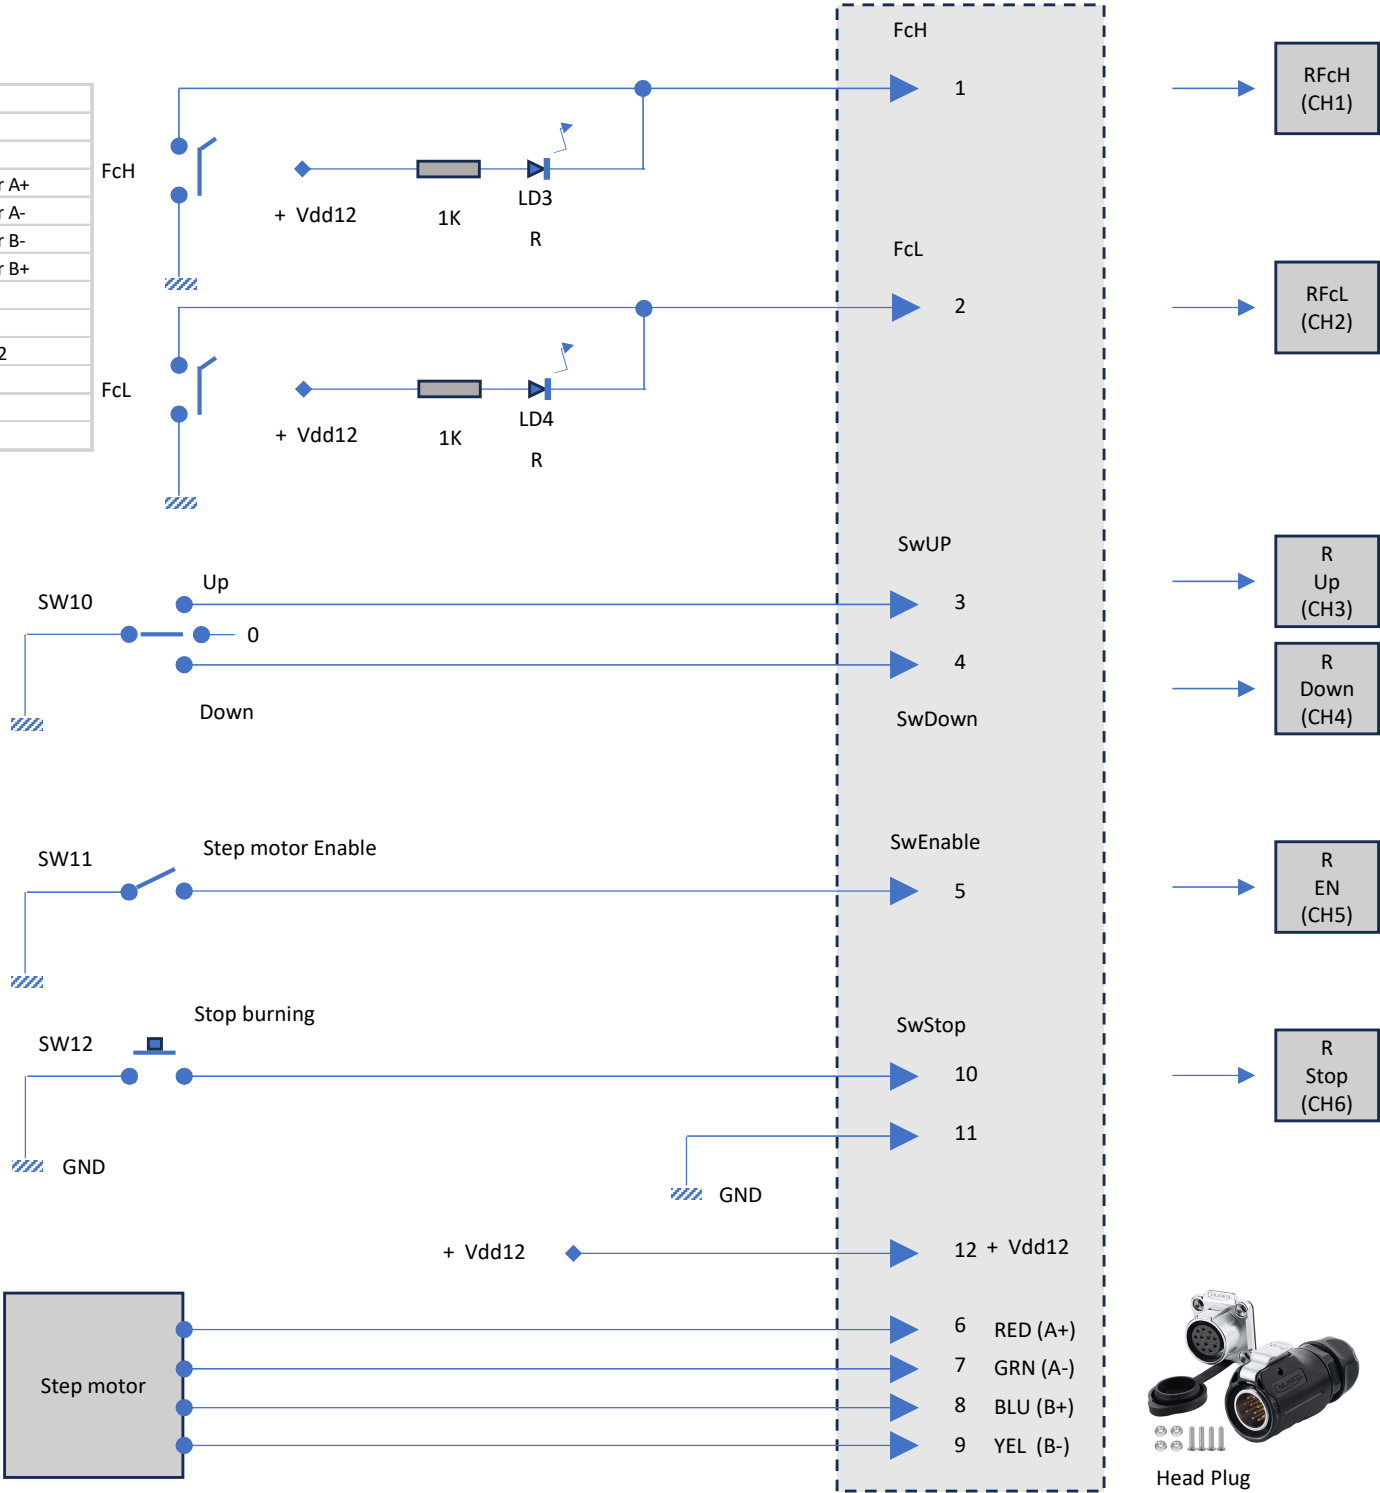 r A+
r A-
r B-
r B+
2
FcH
1
RFcH
(CH1)
FcH
+ Vdd12
1K
LD3
R
FcL
2
RFcL
(CH2)
FcL
+ Vdd12
1K
LD4
R
SwUP
3
R
Up
(CH3)
SW10
Up
0
4
R
Down
(CH4)
Down
SwDown
SW11
Step motor Enable
SwEnable
5
R
EN
(CH5)
SW12
Stop burning
SwStop
10
R
Stop
(CH6)
11
GND
GND
+ Vdd12
12 + Vdd12
Step motor
6 RED (A+)
7 GRN (A-)
8 BLU (B+)
9 YEL (B-)
Head Plug